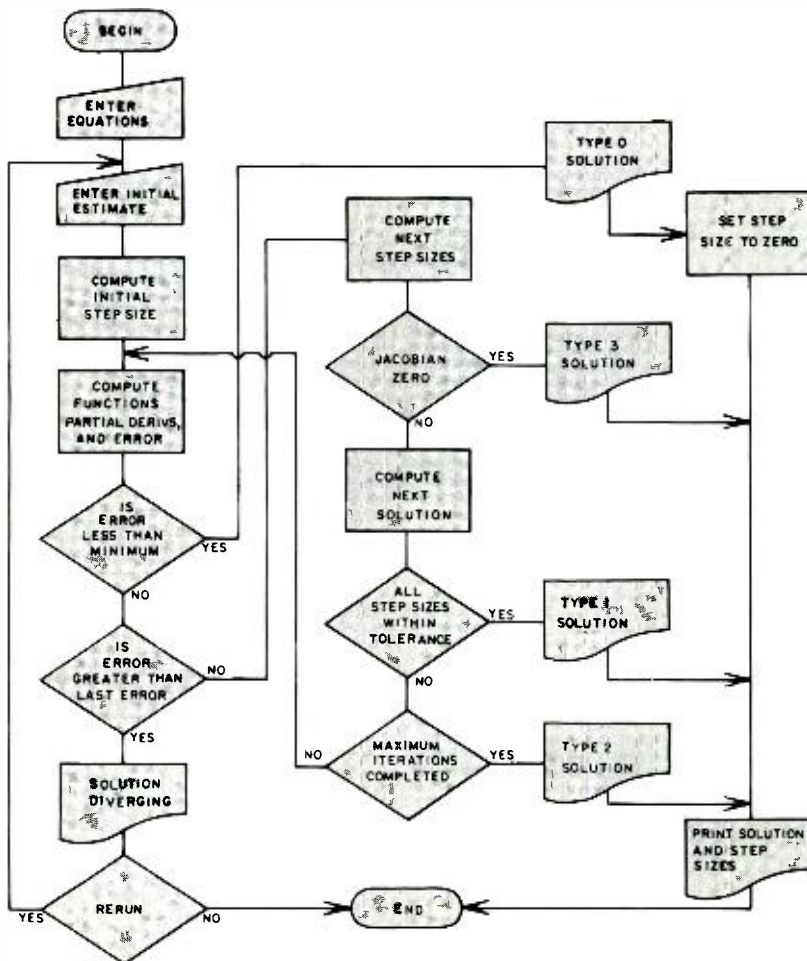 BEGIN
ENTER
EQUATIONS
ENTER INITIAL
ESTIMATE
COMPUTE
INITIAL
STEP SIZE
COMPUTE
FUNCTIONS
PARTIAL DERIVS,
AND ERROR
IS
ERROR
LESS THAN
MINIMUM
YES
NO
IS
ERROR
GREATER THAN
LAST ERROR
NO
YES
SOLUTION
DIVERGING
RERUN
YES
NO
COMPUTE
NEXT
STEP SIZES
JACOBIAN
ZERO
YES
NO
COMPUTE
NEXT
SOLUTION
ALL
STEP SIZES
WITHIN
TOLERANCE
YES
NO
MAXIMUM
ITERATIONS
COMPLETED
NO
YES
END
TYPE 0
SOLUTION
TYPE 3
SOLUTION
TYPE 1
SOLUTION
TYPE 2
SOLUTION
SET STEP
SIZE TO ZERO
PRINT SOLUTION
AND STEP
SIZES